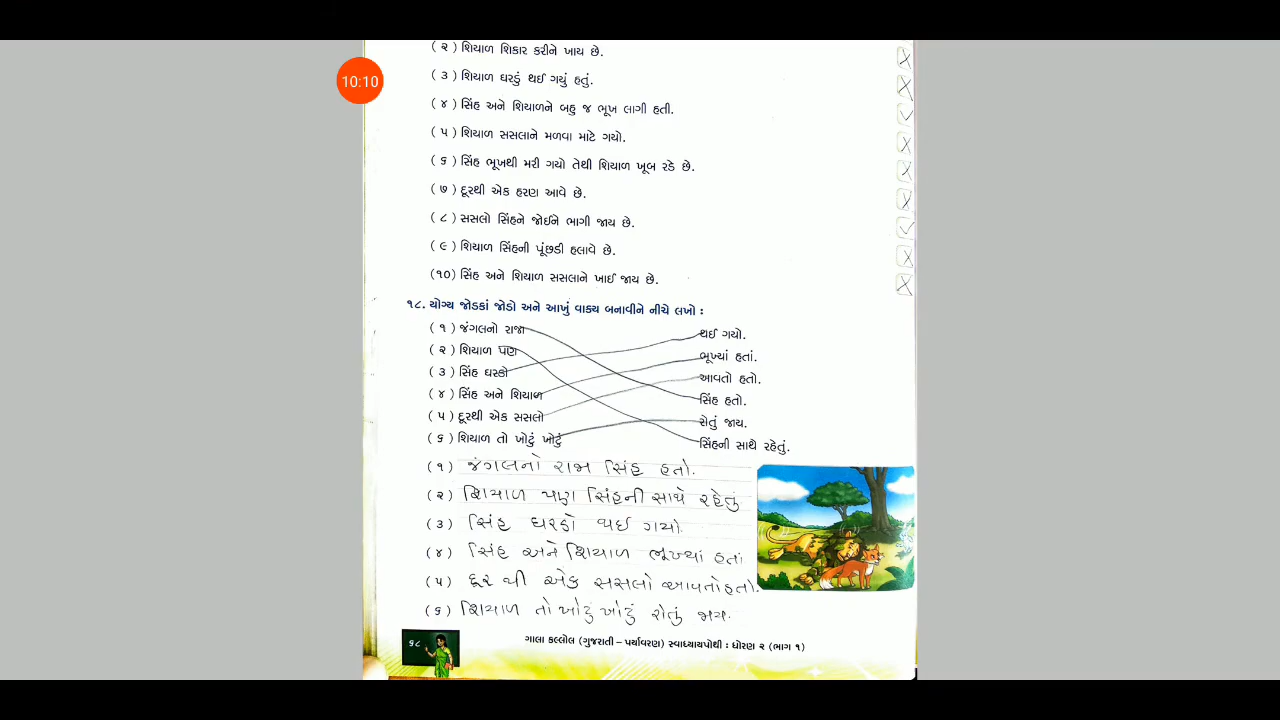 (૨) શિયાળ શિકાર કરીને ખાય છે.
10:10
(૩) શિયાળ ઘરડું થઈ ગયું હતું.
(૪) સિંહ અને શિયાળને બહુ જ ભૂખ લાગી હતી.
(૫) શિયાળ સસલાને મળવા માટે ગયો.
(૬) સિંહ ભૂખથી મરી ગયો તેથી શિયાળ ખૂબ રડે છે.
(૭) દૂરથી એક હરણ આવે છે.
(૮) સસલો સિંહને જોઈને ભાગી જાય છે.
(૯) શિયાળ સિંહની પૂંછડી હલાવે છે.
(૧૦) સિંહ અને શિયાળ સસલાને ખાઈ જાય છે.
૧૮. યોગ્ય જોડકાં જોડો અને આખું વાક્ય બનાવીને નીચે લખો :
(૧) જંગલનો રાજા થઈ ગયો.
(૨) શિયાળ પણ ભૂખ્યાં હતાં.
(૩) સિંહ ઘરડો આવતો હતો.
(૪) સિંહ અને શિયાળ સિંહ હતો.
(૫) દૂરથી એક સસલો રોતું જાય.
(૬) શિયાળ તો ખોટું ખોટું સિંહની સાથે રહેતું.
(૧) જંગલનો રાજા સિંહ હતો.
(૨) શિયાળ પણ સિંહની સાથે રહેતું
(૩) સિંહ ઘરડો થઈ ગયો.
(૪) સિંહ અને શિયાળ ભૂખ્યાં હતાં
(૫) દૂર થી એક સસલો આવતો હતો.
(૬) શિયાળ તો ખોટું ખોટું રોતું જાય.
૬૮
ગાલા કલ્લોલ (ગુજરાતી – પર્યાવરણ) સ્વાધ્યાયપોથી : ધોરણ ૨ (ભાગ ૧)